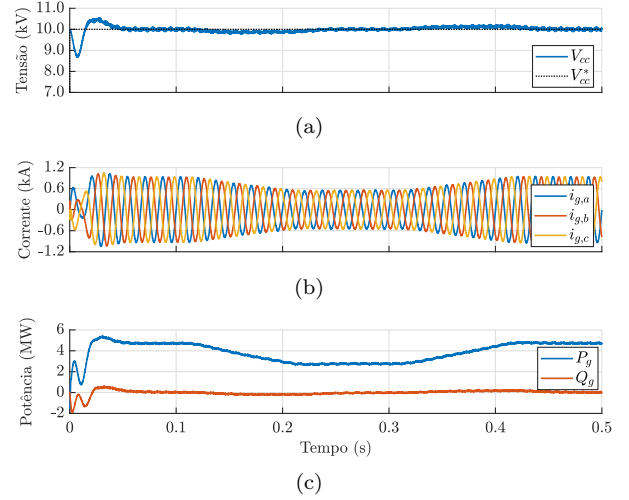 11.0
10.0
9.0
8.0
7.0
Tensão (kV)
V_cc
V*_cc
(a)
1.2
0.6
0
-0.6
-1.2
Corrente (kA)
i_g,a
i_g,b
i_g,c
(b)
6
4
2
0
-2
Potência (MW)
P_g
Q_g
0 0.1 0.2 0.3 0.4 0.5
Tempo (s)
(c)